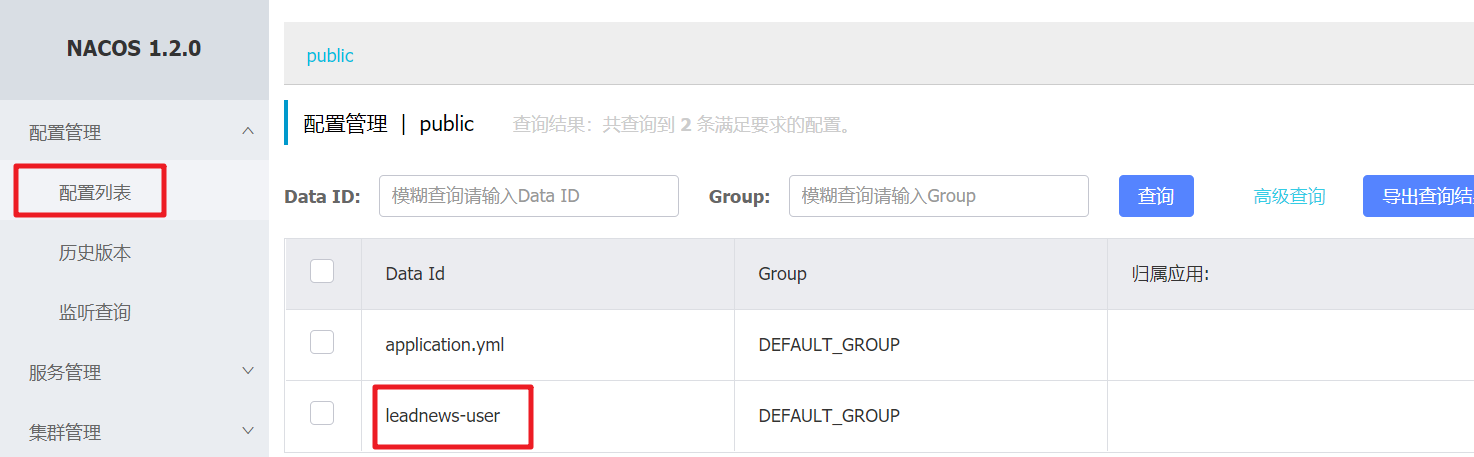 NACOS 1.2.0
配置管理
配置列表
历史版本
监听查询
服务管理
集群管理
public
配置管理 | public 查询结果：共查询到 2 条满足要求的配置。
Data ID: 模糊查询请输入Data ID Group: 模糊查询请输入Group 查询 高级查询 导出查询结
Data Id Group 归属应用:
application.yml DEFAULT_GROUP
leadnews-user DEFAULT_GROUP